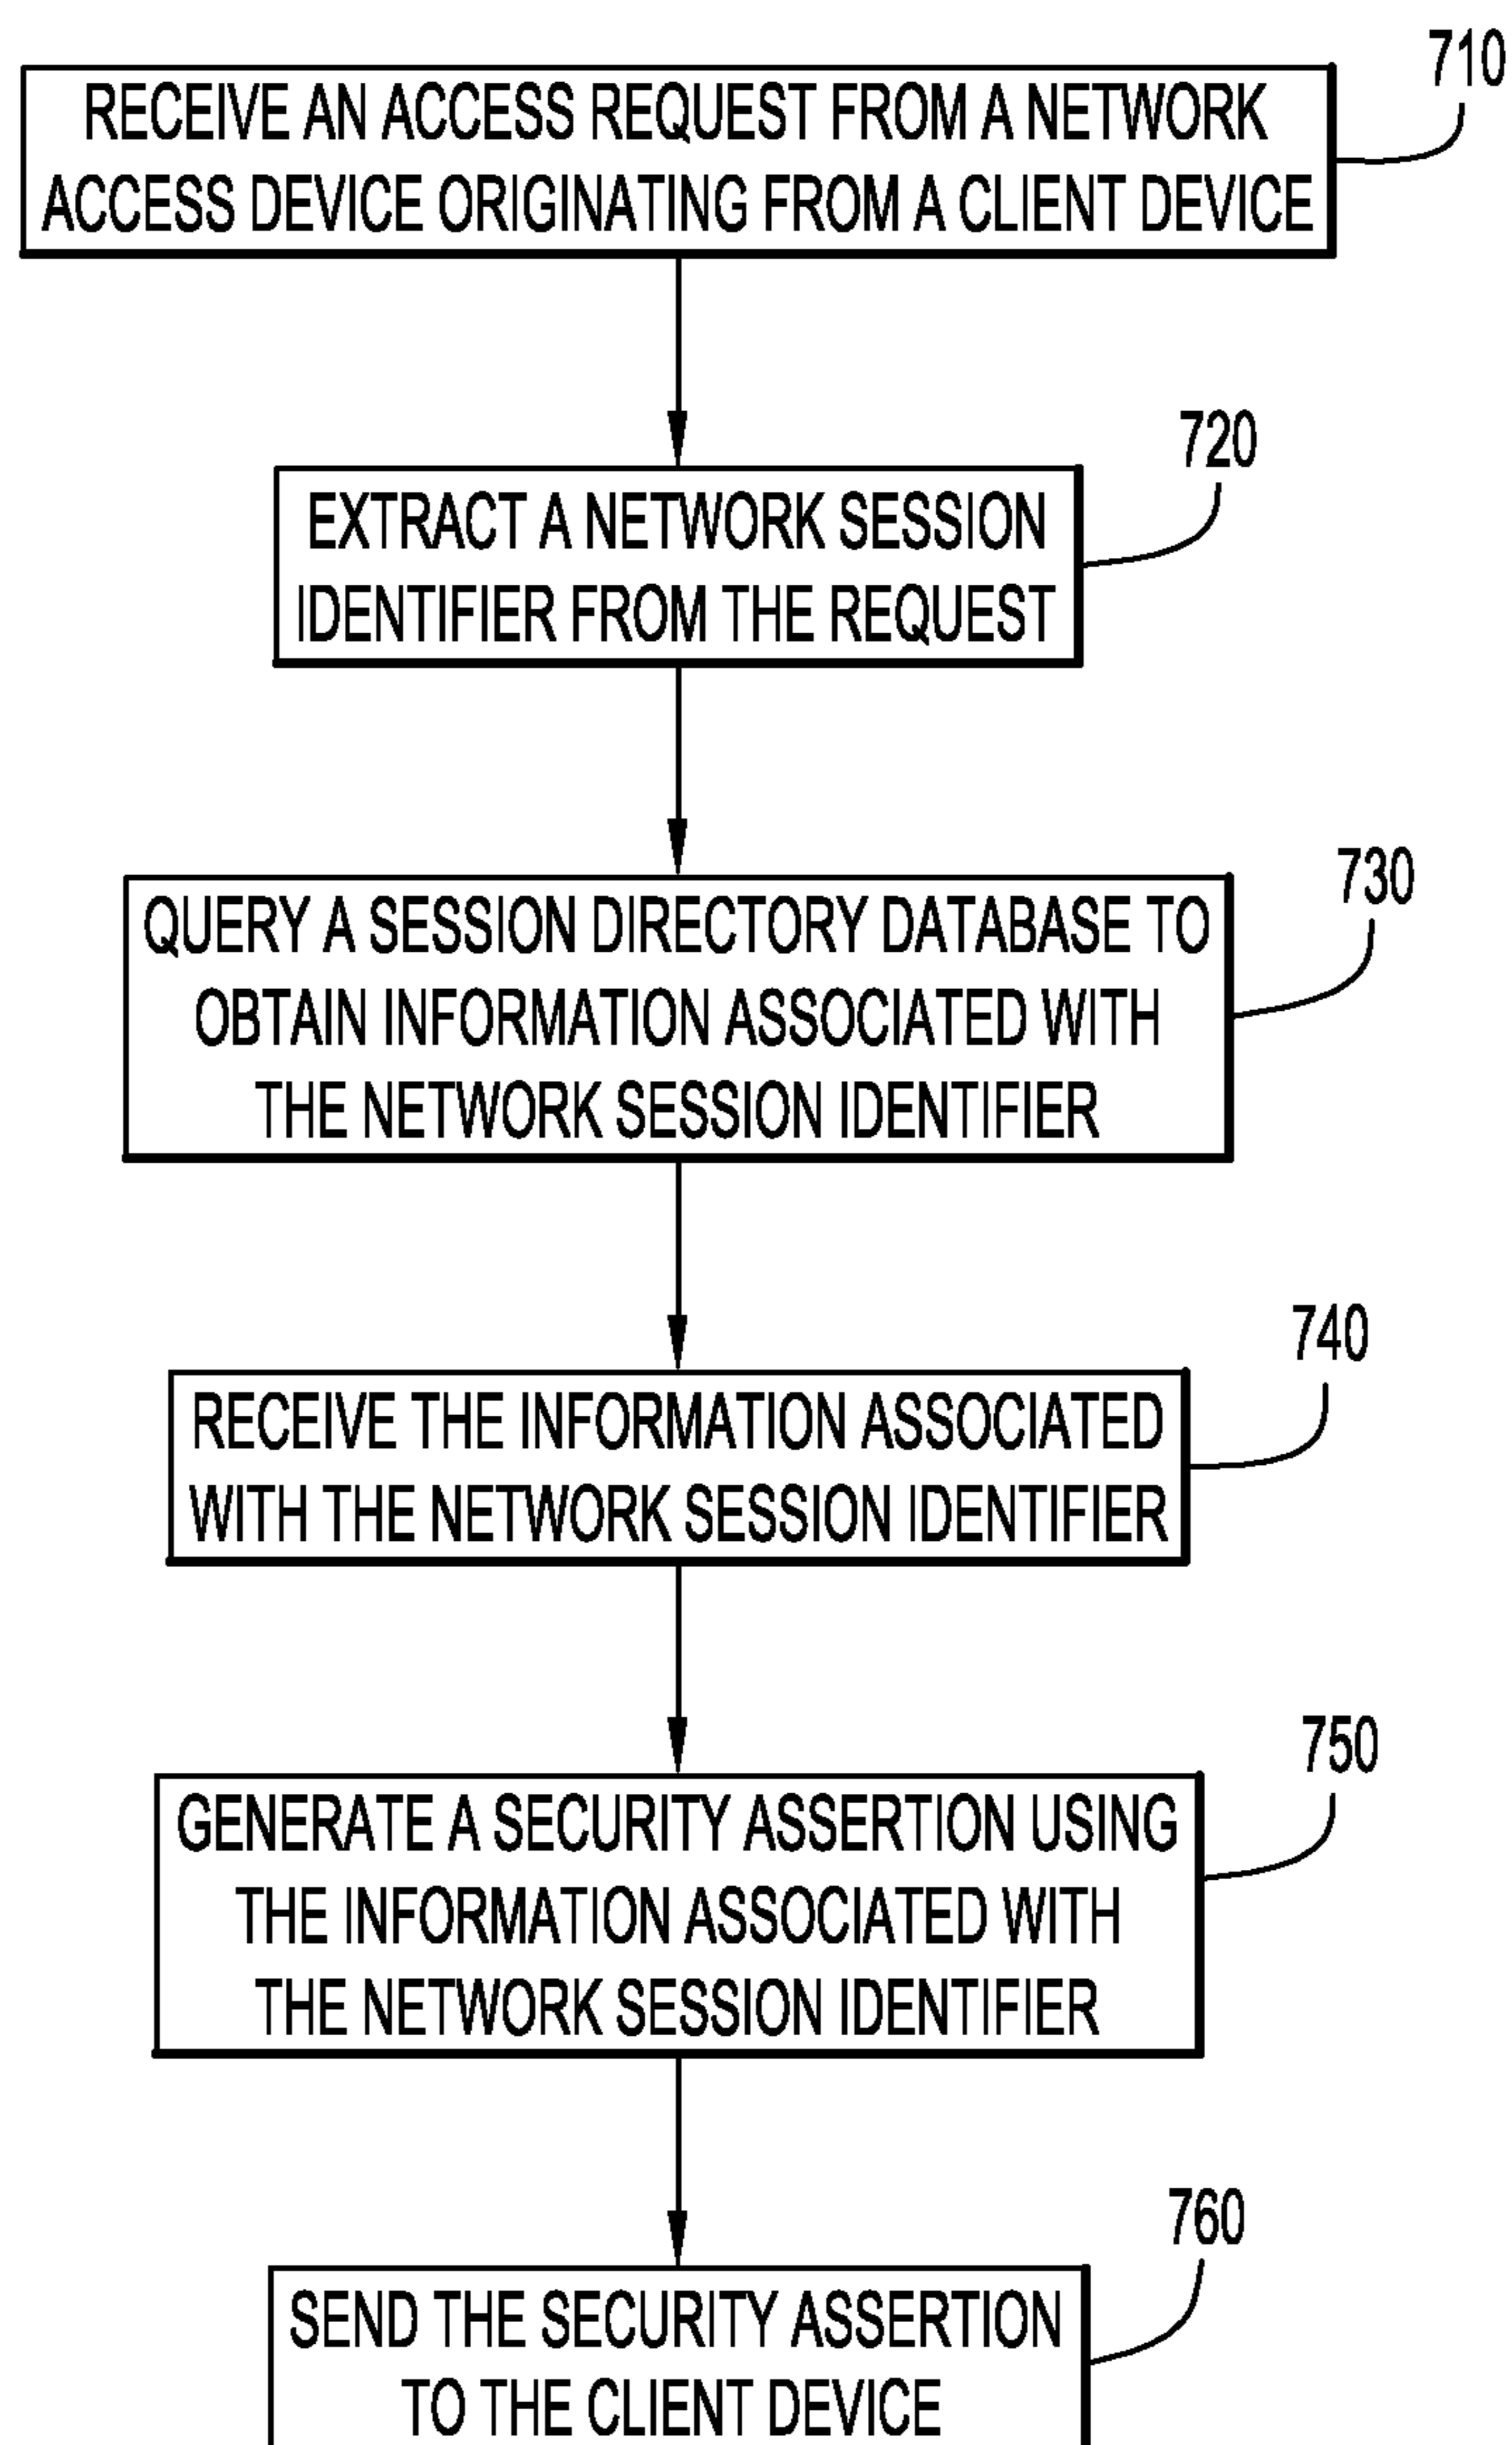 710
RECEIVE AN ACCESS REQUEST FROM A NETWORK
ACCESS DEVICE ORIGINATING FROM A CLIENT DEVICE
720
EXTRACT A NETWORK SESSION
IDENTIFIER FROM THE REQUEST
730
QUERY A SESSION DIRECTORY DATABASE TO
OBTAIN INFORMATION ASSOCIATED WITH
THE NETWORK SESSION IDENTIFIER
740
RECEIVE THE INFORMATION ASSOCIATED
WITH THE NETWORK SESSION IDENTIFIER
750
GENERATE A SECURITY ASSERTION USING
THE INFORMATION ASSOCIATED WITH
THE NETWORK SESSION IDENTIFIER
760
SEND THE SECURITY ASSERTION
TO THE CLIENT DEVICE